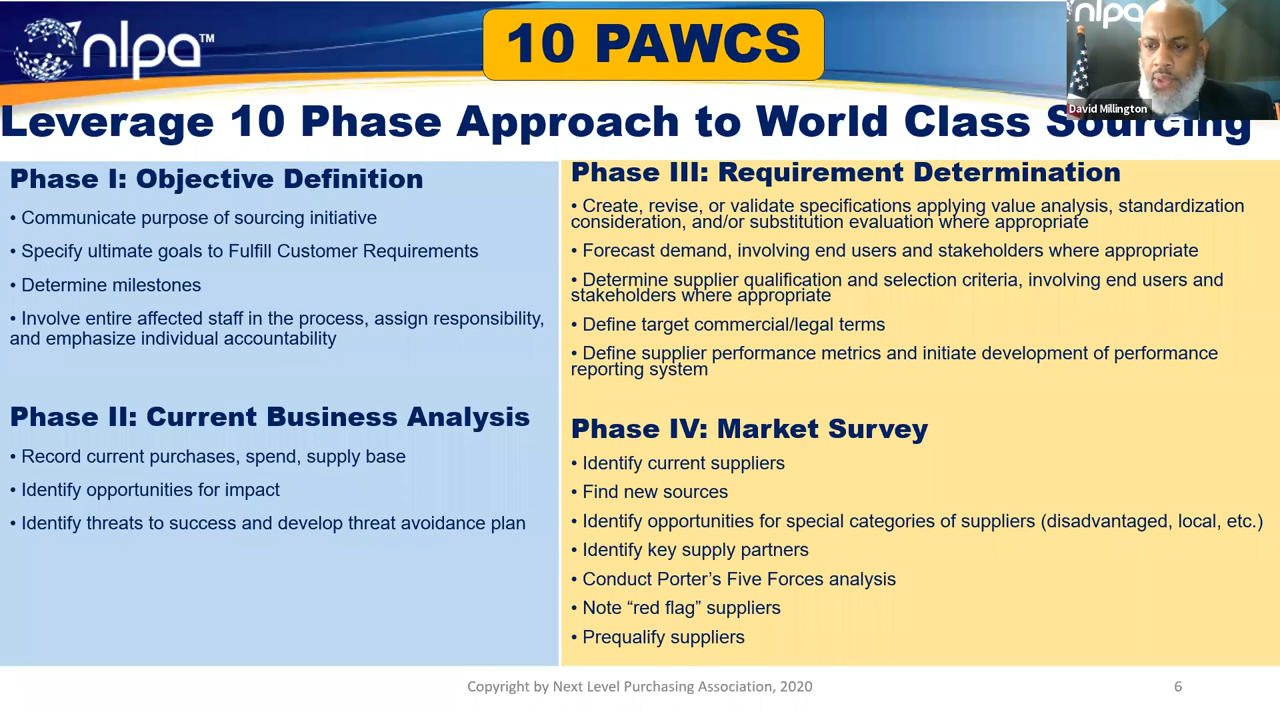 nlpa™
10 PAWCS
nlpa
David Millington
Leverage 10 Phase Approach to World Class Sourcing
Phase I: Objective Definition
• Communicate purpose of sourcing initiative
• Specify ultimate goals to Fulfill Customer Requirements
• Determine milestones
• Involve entire affected staff in the process, assign responsibility,
and emphasize individual accountability
Phase II: Current Business Analysis
• Record current purchases, spend, supply base
• Identify opportunities for impact
• Identify threats to success and develop threat avoidance plan
Phase III: Requirement Determination
• Create, revise, or validate specifications applying value analysis, standardization
consideration, and/or substitution evaluation where appropriate
• Forecast demand, involving end users and stakeholders where appropriate
• Determine supplier qualification and selection criteria, involving end users and
stakeholders where appropriate
• Define target commercial/legal terms
• Define supplier performance metrics and initiate development of performance
reporting system
Phase IV: Market Survey
• Identify current suppliers
• Find new sources
• Identify opportunities for special categories of suppliers (disadvantaged, local, etc.)
• Identify key supply partners
• Conduct Porter’s Five Forces analysis
• Note “red flag” suppliers
• Prequalify suppliers
Copyright by Next Level Purchasing Association, 2020
6